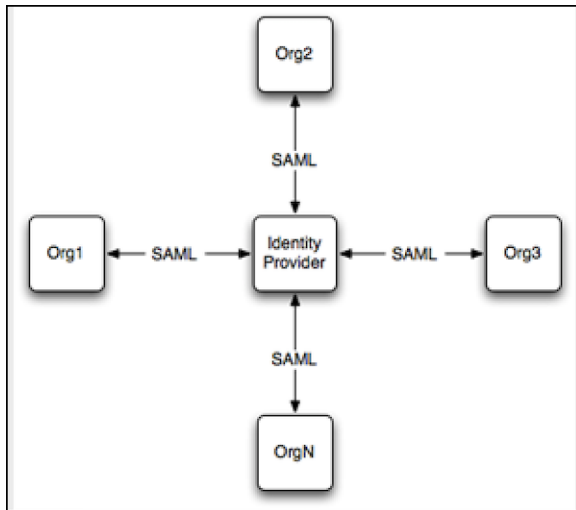 Org2
SAML
Org1
SAML
Identity
Provider
SAML
Org3
SAML
OrgN